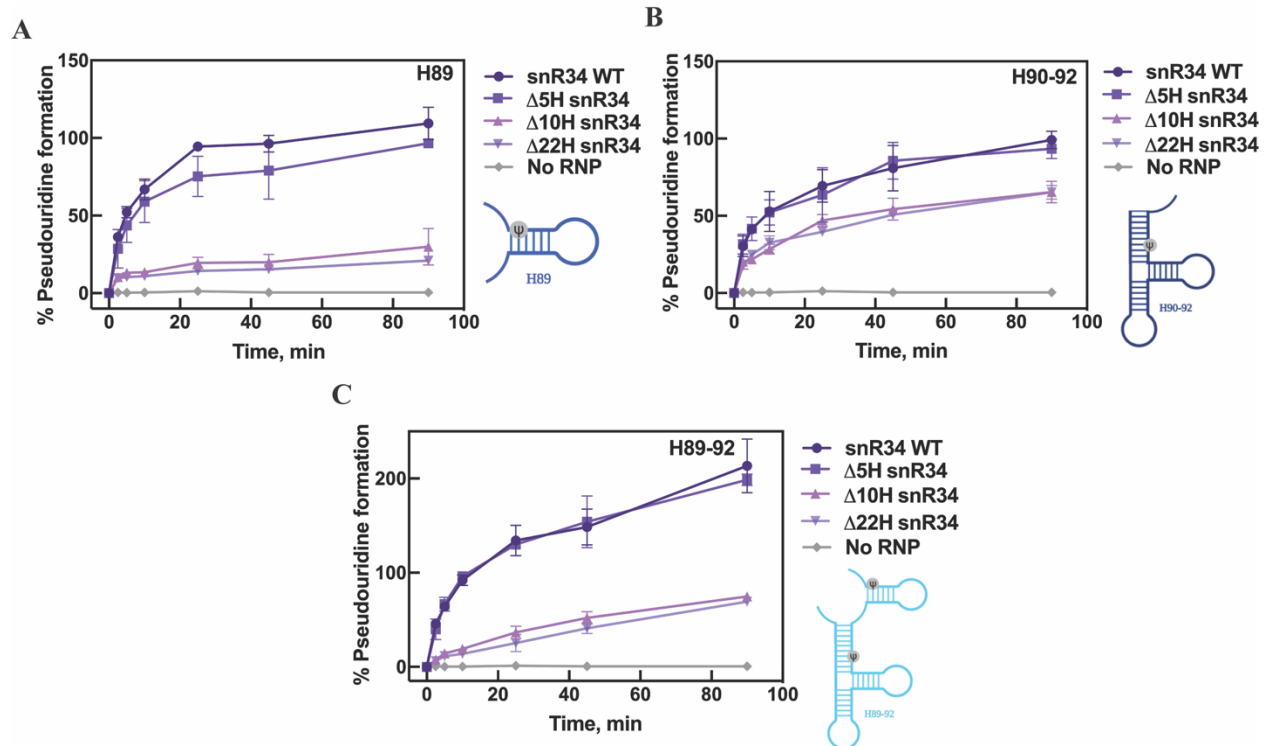 A
H89
% Pseudouridine formation
150
100
50
0
0 20 40 60 80 100
Time, min
snR34 WT
Δ5H snR34
Δ10H snR34
Δ22H snR34
No RNP
Ψ
H89
B
H90-92
% Pseudouridine formation
150
100
50
0
0 20 40 60 80 100
Time, min
snR34 WT
Δ5H snR34
Δ10H snR34
Δ22H snR34
No RNP
Ψ
H90-92
C
H89-92
% Pseudouridine formation
200
100
0
0 20 40 60 80 100
Time, min
snR34 WT
Δ5H snR34
Δ10H snR34
Δ22H snR34
No RNP
Ψ
Ψ
H89-92